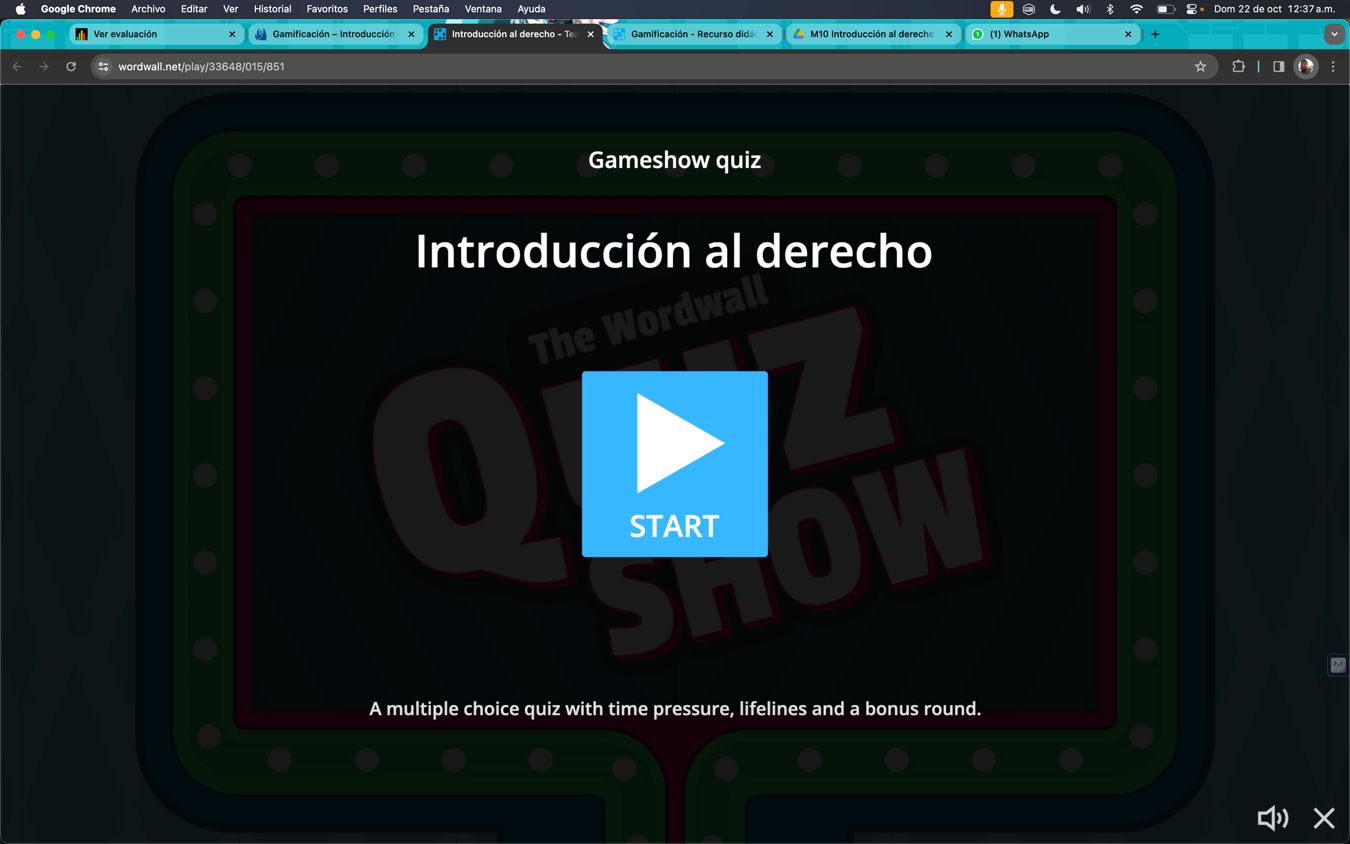 Google Chrome Archivo Editar Ver Historial Favoritos Perfiles Pestaña Ventana Ayuda Dom 22 de oct 12:37 a.m.
Ver evaluación Gamificación – Introducción Introducción al derecho - Tea Gamificación - Recurso didá M10 Introducción al derecho (1) WhatsApp
wordwall.net/play/33648/015/851
Gameshow quiz
Introducción al derecho
The Wordwall
QUIZ
START
SHOW
A multiple choice quiz with time pressure, lifelines and a bonus round.